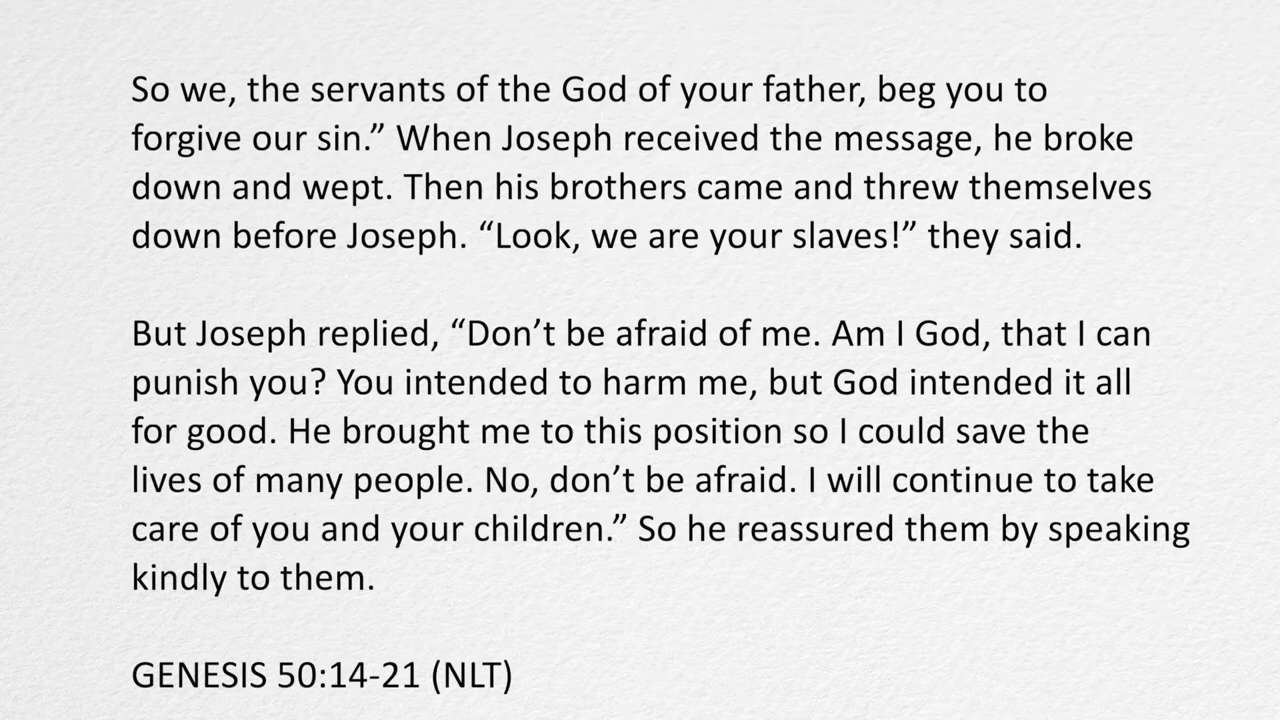 So we, the servants of the God of your father, beg you to
forgive our sin.” When Joseph received the message, he broke
down and wept. Then his brothers came and threw themselves
down before Joseph. “Look, we are your slaves!” they said.
But Joseph replied, “Don’t be afraid of me. Am I God, that I can
punish you? You intended to harm me, but God intended it all
for good. He brought me to this position so I could save the
lives of many people. No, don’t be afraid. I will continue to take
care of you and your children.” So he reassured them by speaking
kindly to them.
GENESIS 50:14-21 (NLT)